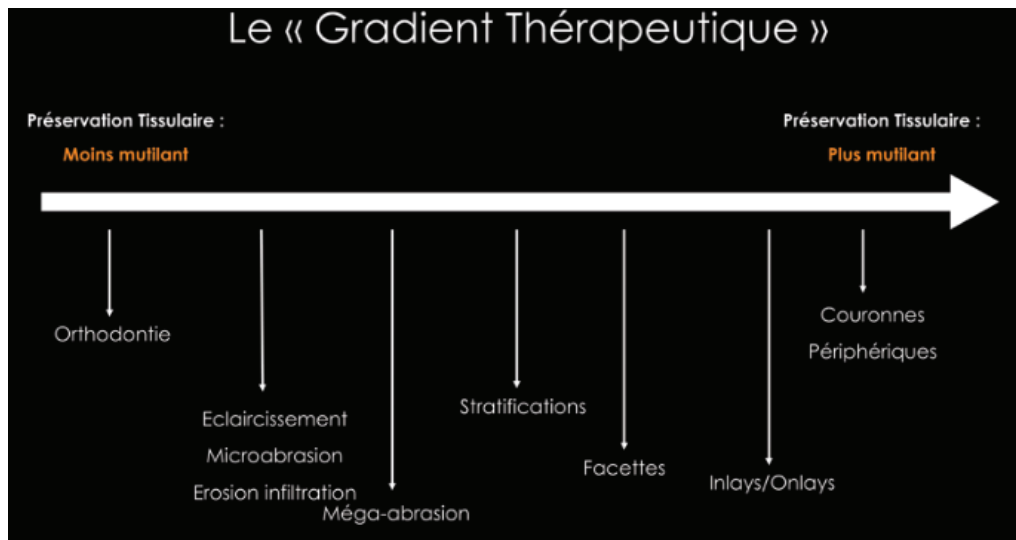 Le « Gradient Thérapeutique »
Préservation Tissulaire :
Moins mutilant
Préservation Tissulaire :
Plus mutilant
Orthodontie
Eclaircissement
Microabrasion
Erosion infiltration
Méga-abrasion
Stratifications
Facettes
Inlays/Onlays
Couronnes
Périphériques